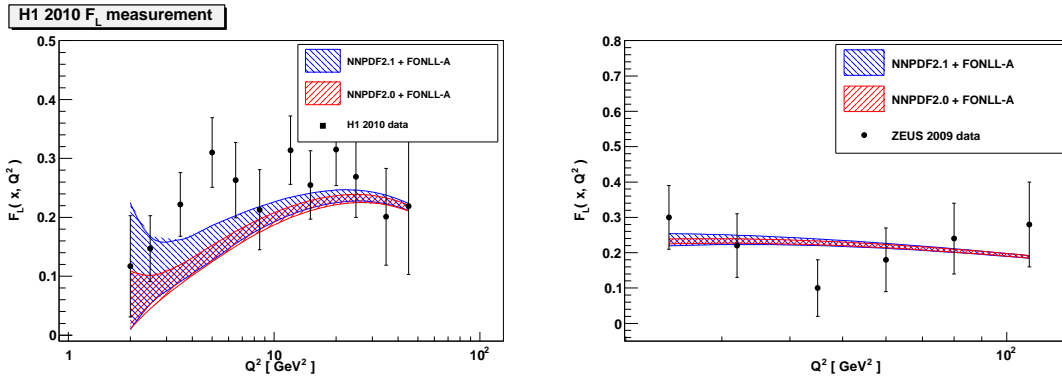 H1 2010 F_L measurement
F_L( x, Q²)
0.5
0.4
0.3
0.2
0.1
0
NNPDF2.1 + FONLL-A
NNPDF2.0 + FONLL-A
H1 2010 data
1
10
10²
Q² [ GeV² ]
F_L( x, Q²)
0.8
0.7
0.6
0.5
0.4
0.3
0.2
0.1
0
NNPDF2.1 + FONLL-A
NNPDF2.0 + FONLL-A
ZEUS 2009 data
10²
Q² [ GeV² ]